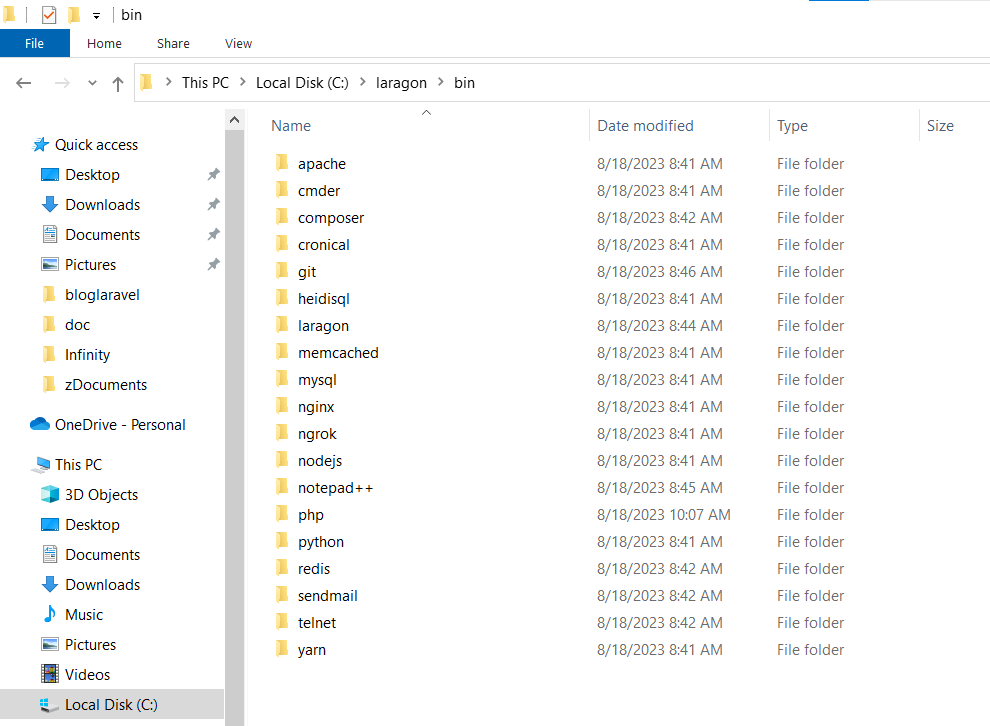 bin
File Home Share View
This PC Local Disk (C:) laragon bin
Name Date modified Type Size
Quick access
Desktop
Downloads
Documents
Pictures
bloglaravel
doc
Infinity
zDocuments
OneDrive - Personal
This PC
3D Objects
Desktop
Documents
Downloads
Music
Pictures
Videos
Local Disk (C:)
apache 8/18/2023 8:41 AM File folder
cmder 8/18/2023 8:41 AM File folder
composer 8/18/2023 8:42 AM File folder
cronical 8/18/2023 8:41 AM File folder
git 8/18/2023 8:46 AM File folder
heidisql 8/18/2023 8:41 AM File folder
laragon 8/18/2023 8:44 AM File folder
memcached 8/18/2023 8:41 AM File folder
mysql 8/18/2023 8:41 AM File folder
nginx 8/18/2023 8:41 AM File folder
ngrok 8/18/2023 8:41 AM File folder
nodejs 8/18/2023 8:41 AM File folder
notepad++ 8/18/2023 8:45 AM File folder
php 8/18/2023 10:07 AM File folder
python 8/18/2023 8:41 AM File folder
redis 8/18/2023 8:42 AM File folder
sendmail 8/18/2023 8:42 AM File folder
telnet 8/18/2023 8:42 AM File folder
yarn 8/18/2023 8:41 AM File folder